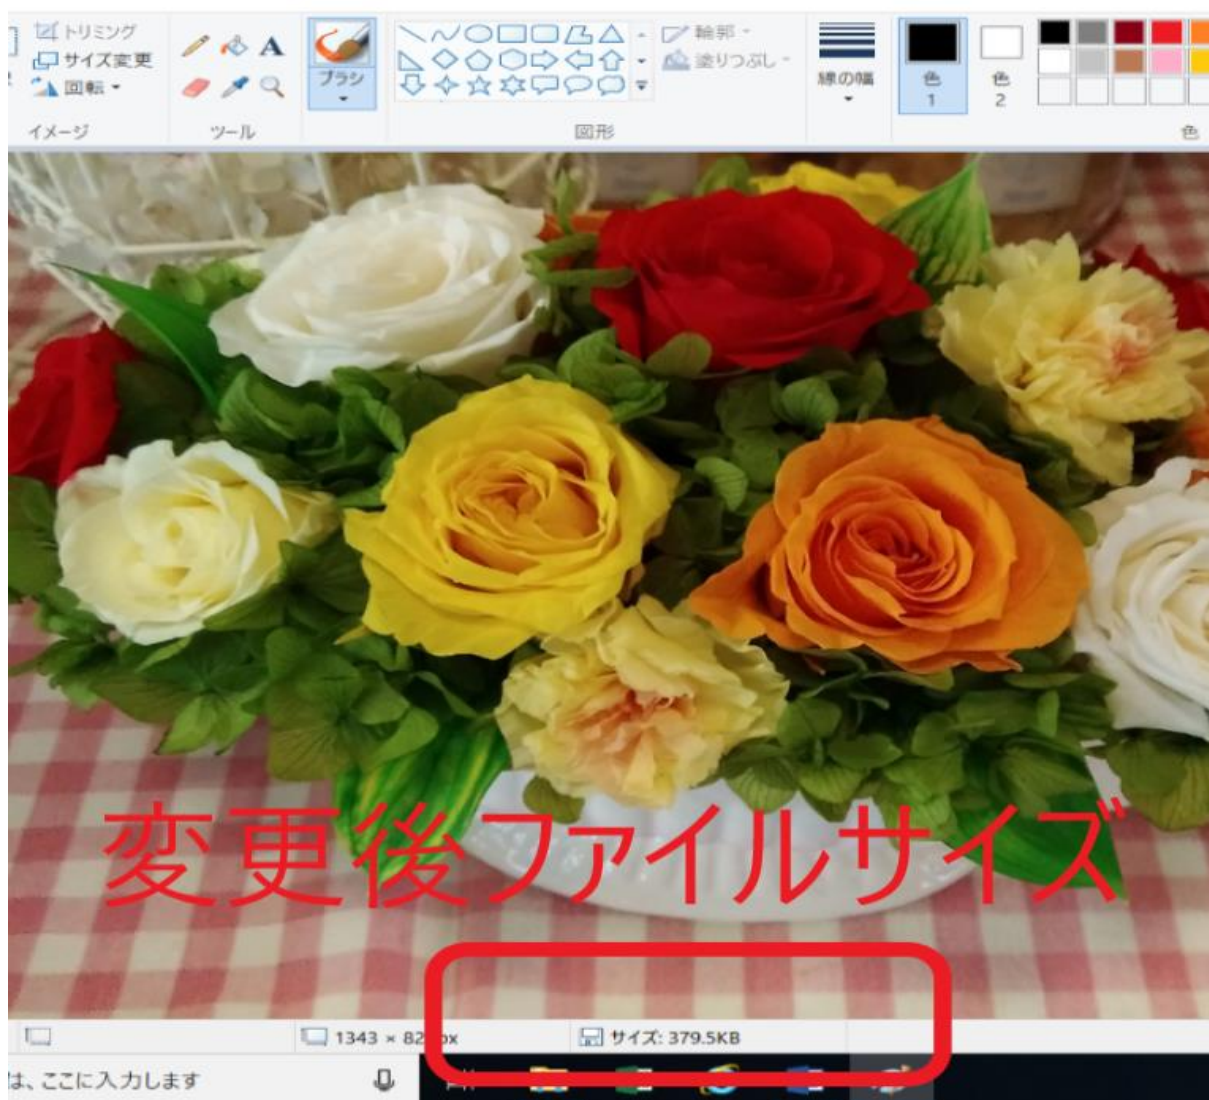 トリミング
サイズ変更
回転
イメージ
A
ツール
ブラシ
輪郭
塗りつぶし
図形
線の幅
色
1
色
2
色
変更後ファイルサイズ
1343 × 82
px
サイズ: 379.5KB
は、ここに入力します